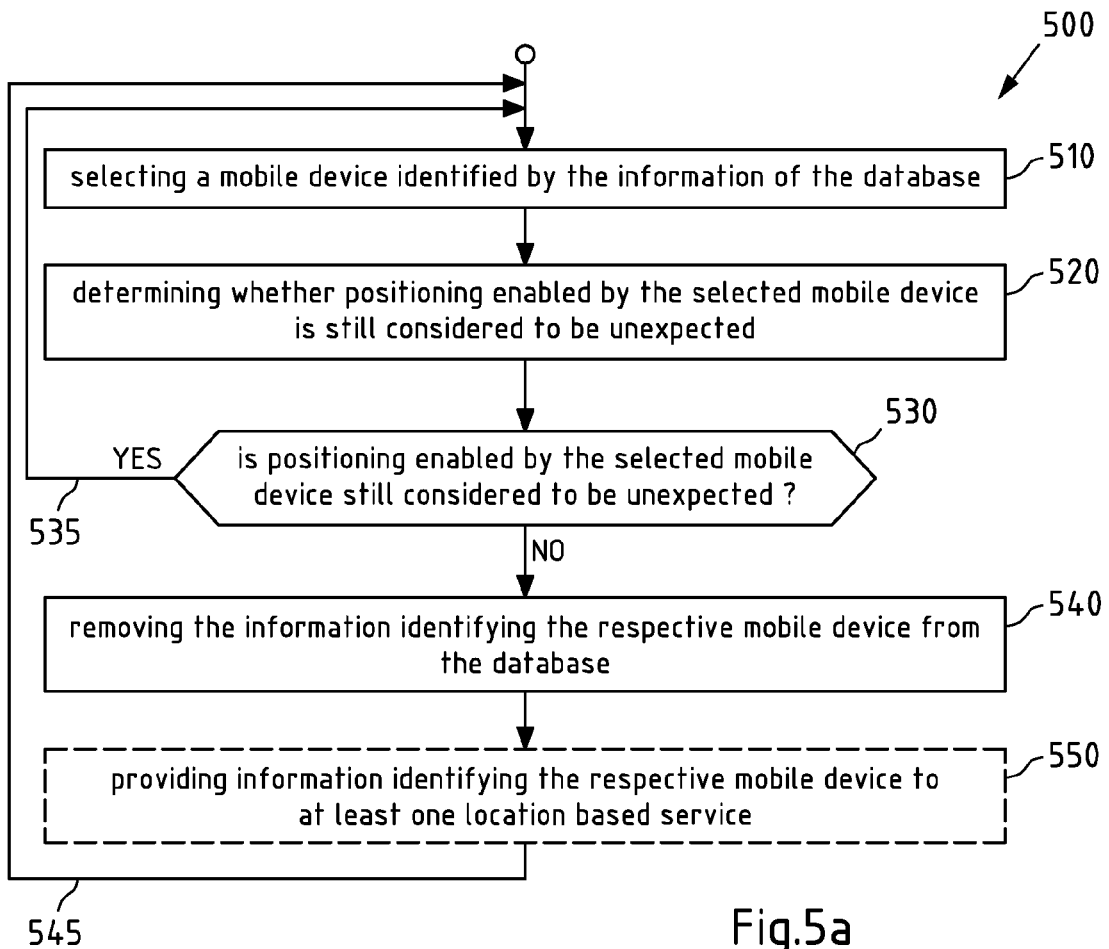 500
selecting a mobile device identified by the information of the database
510
determining whether positioning enabled by the selected mobile device
is still considered to be unexpected
520
is positioning enabled by the selected mobile
device still considered to be unexpected ?
530
YES
535
NO
removing the information identifying the respective mobile device from
the database
540
providing information identifying the respective mobile device to
at least one location based service
550
545
Fig.5a